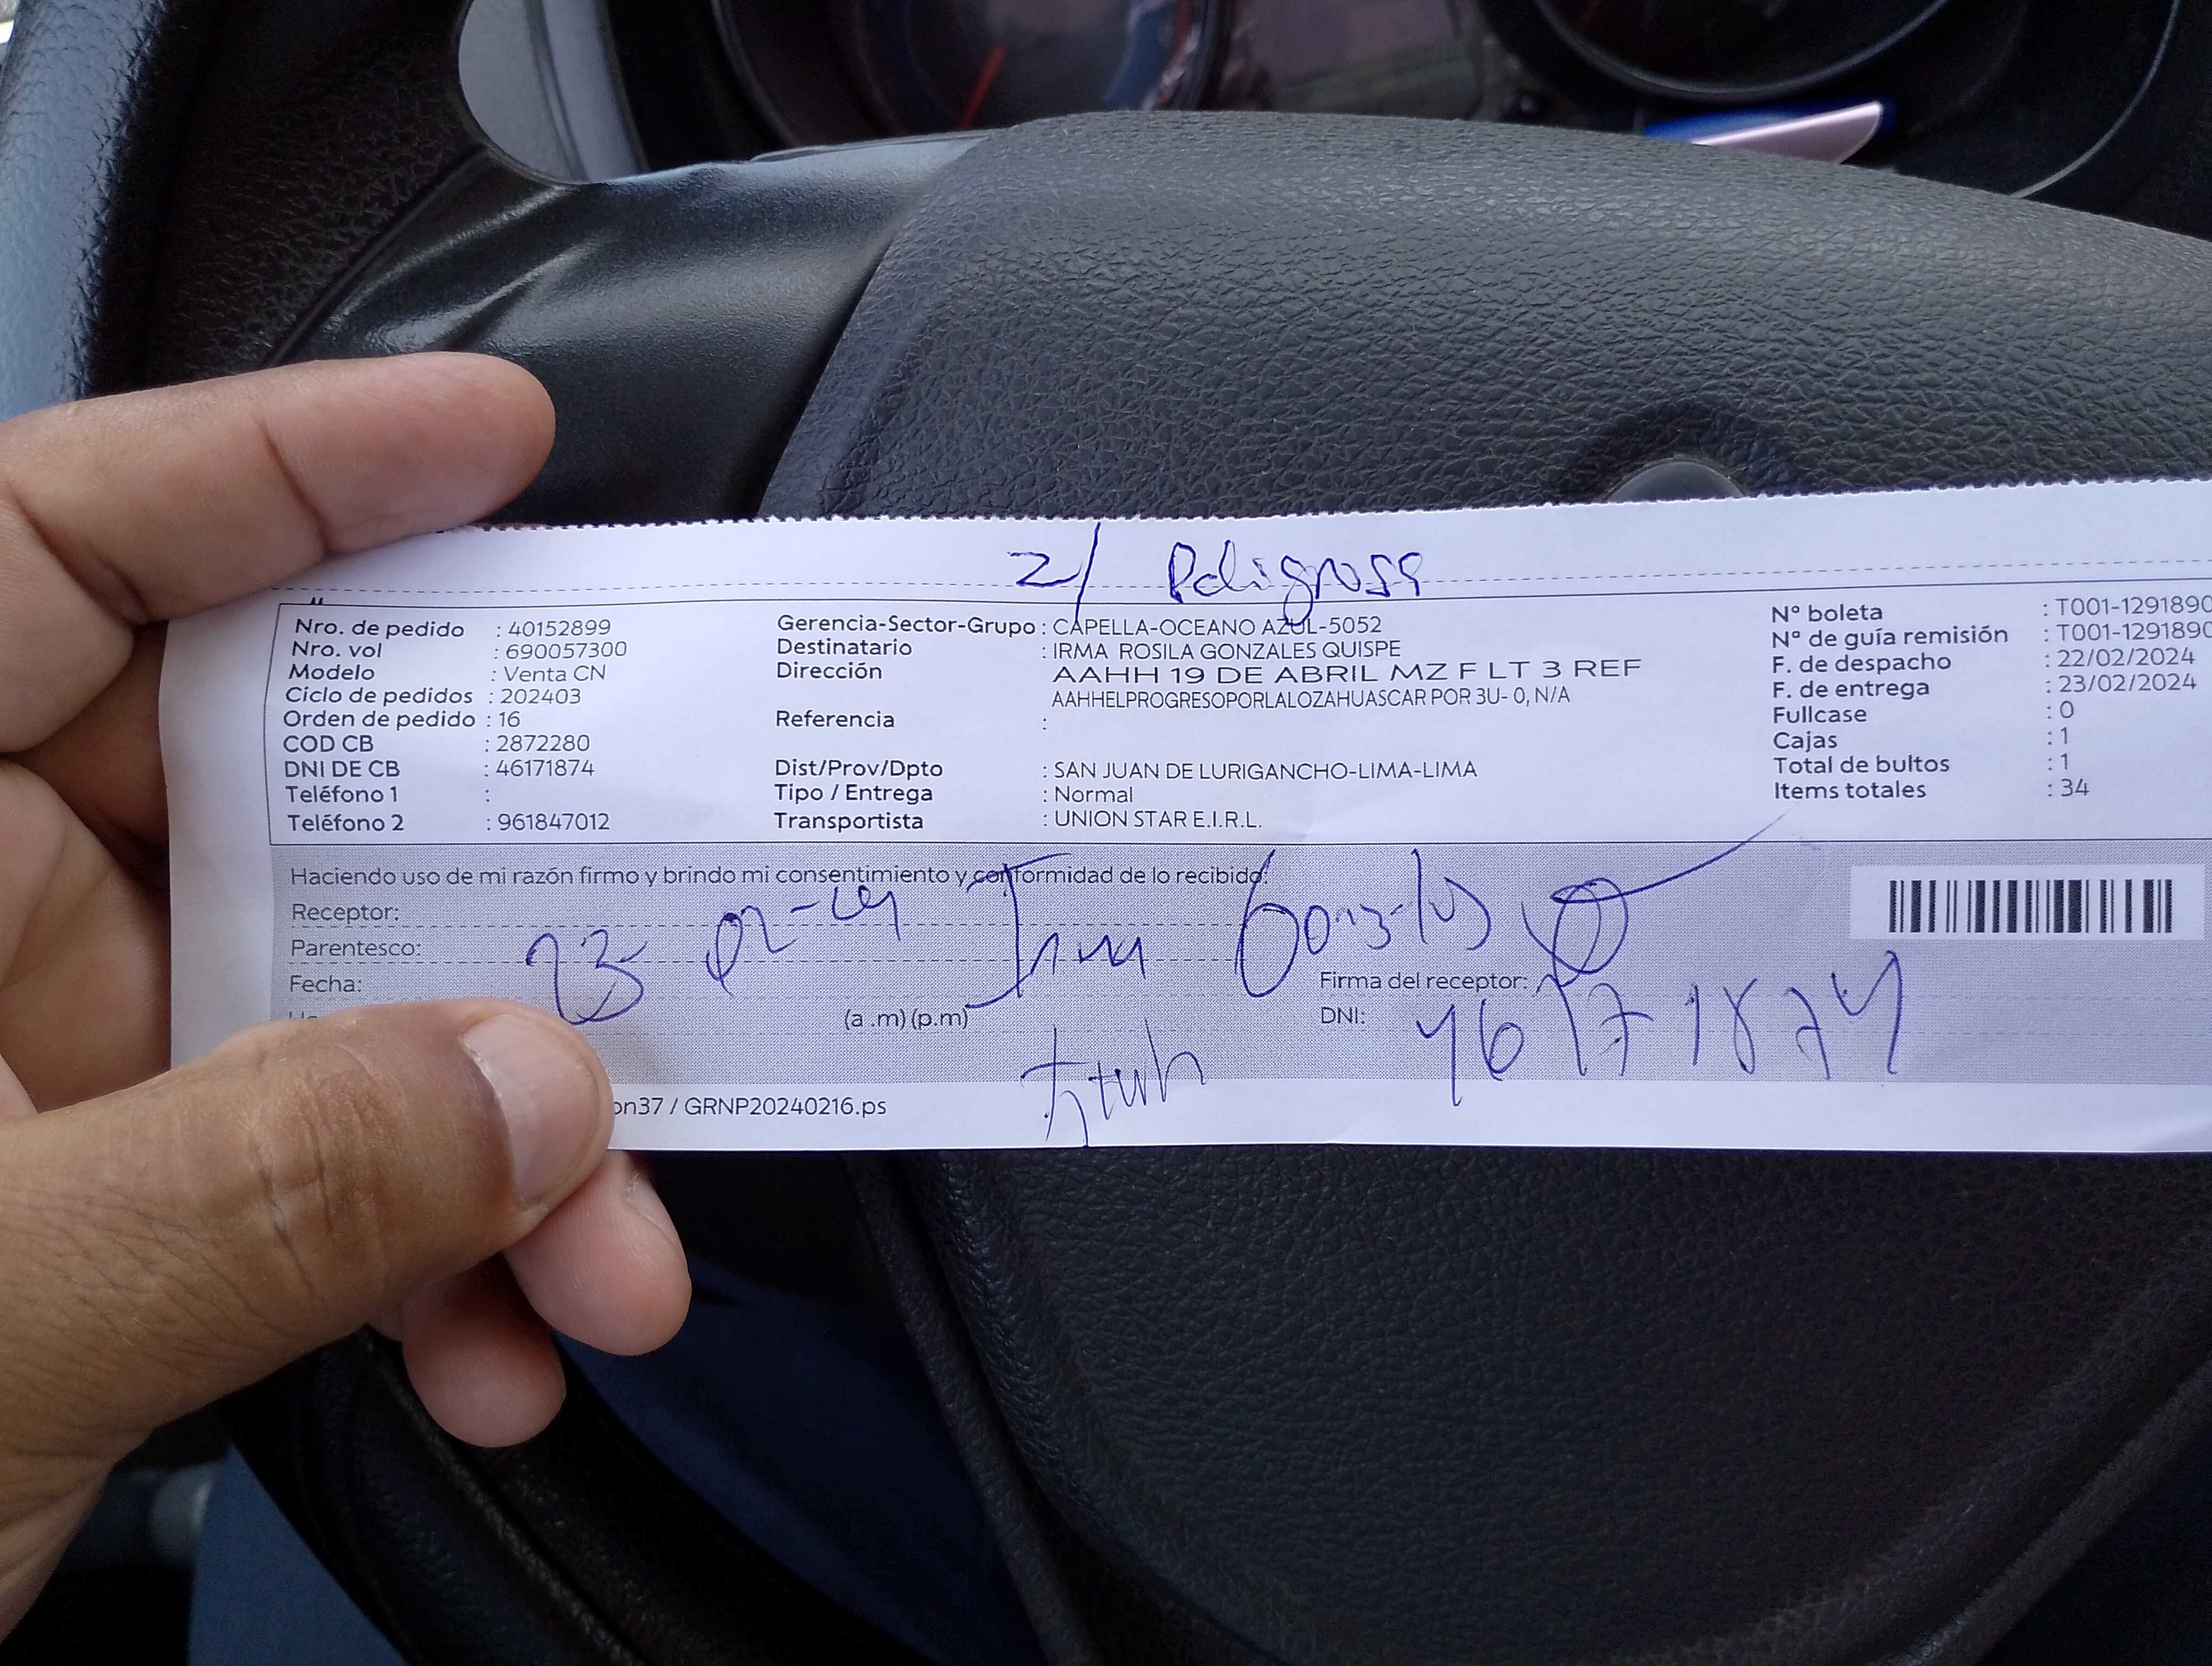 2/ Peligrosa
Nro. de pedido : 40152899
Nro. vol : 690057300
Modelo : Venta CN
Ciclo de pedidos : 202403
Orden de pedido : 16
COD CB : 2872280
DNI DE CB : 46171874
Teléfono 1 :
Teléfono 2 : 961847012
Gerencia-Sector-Grupo : CAPELLA-OCEANO AZUL-5052
Destinatario : IRMA ROSILA GONZALES QUISPE
Dirección : AAHH 19 DE ABRIL MZ F LT 3 REF
AAHHELPROGRESOPORLALOZAHUASCAR POR 3U- 0, N/A
Referencia :
Dist/Prov/Dpto : SAN JUAN DE LURIGANCHO-LIMA-LIMA
Tipo / Entrega : Normal
Transportista : UNION STAR E.I.R.L.
N° boleta : T001-1291890
N° de guía remisión : T001-1291890
F. de despacho : 22/02/2024
F. de entrega : 23/02/2024
Fullcase : 0
Cajas : 1
Total de bultos : 1
Items totales : 34
Haciendo uso de mi razón firmo y brindo mi consentimiento y conformidad de lo recibido:
Receptor:
Parentesco:
Fecha: 23 02-24 Irma Gonzales
(a .m) (p.m)
Firma del receptor:
DNI: 46171874
Titular
on37 / GRNP20240216.ps